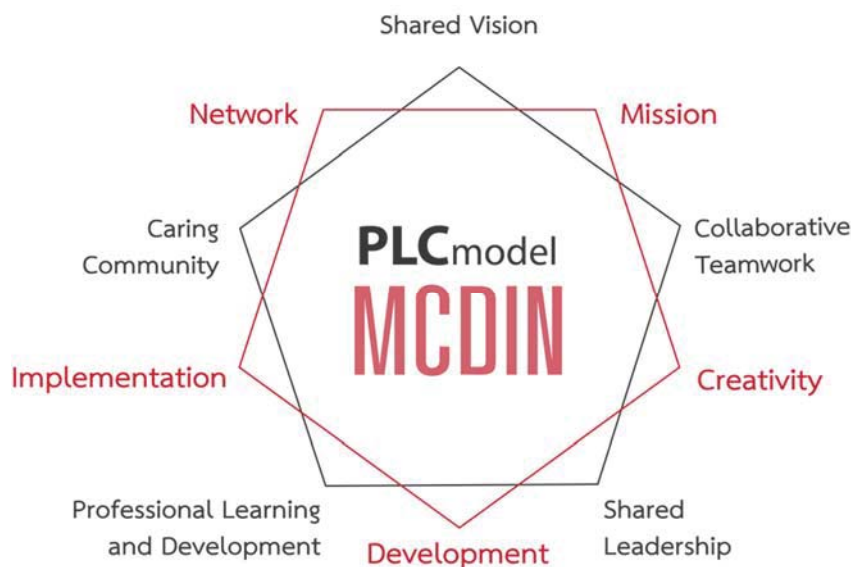 Shared Vision
Network
Mission
Caring
Community
PLCmodel
MCDIN
Collaborative
Teamwork
Implementation
Creativity
Professional Learning
and Development
Development
Shared
Leadership